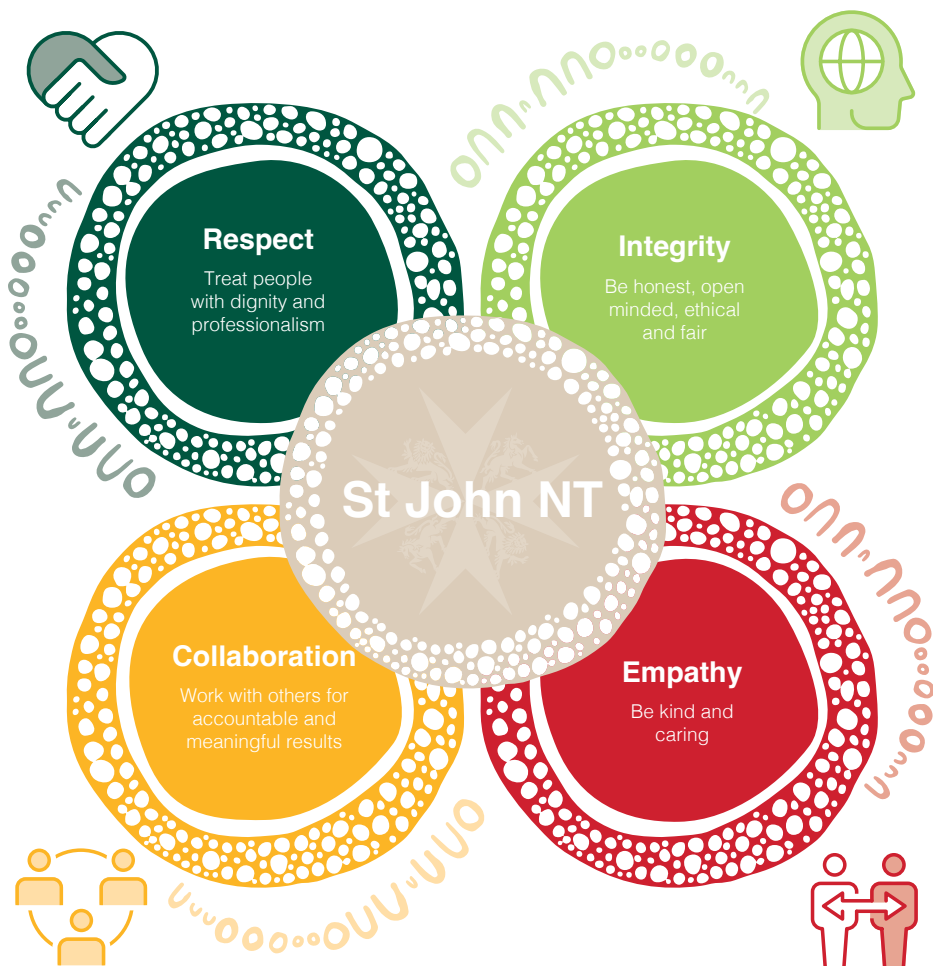 Respect
Treat people
with dignity and
professionalism
Integrity
Be honest, open
minded, ethical
and fair
St John NT
Collaboration
Work with others for
accountable and
meaningful results
Empathy
Be kind and
caring